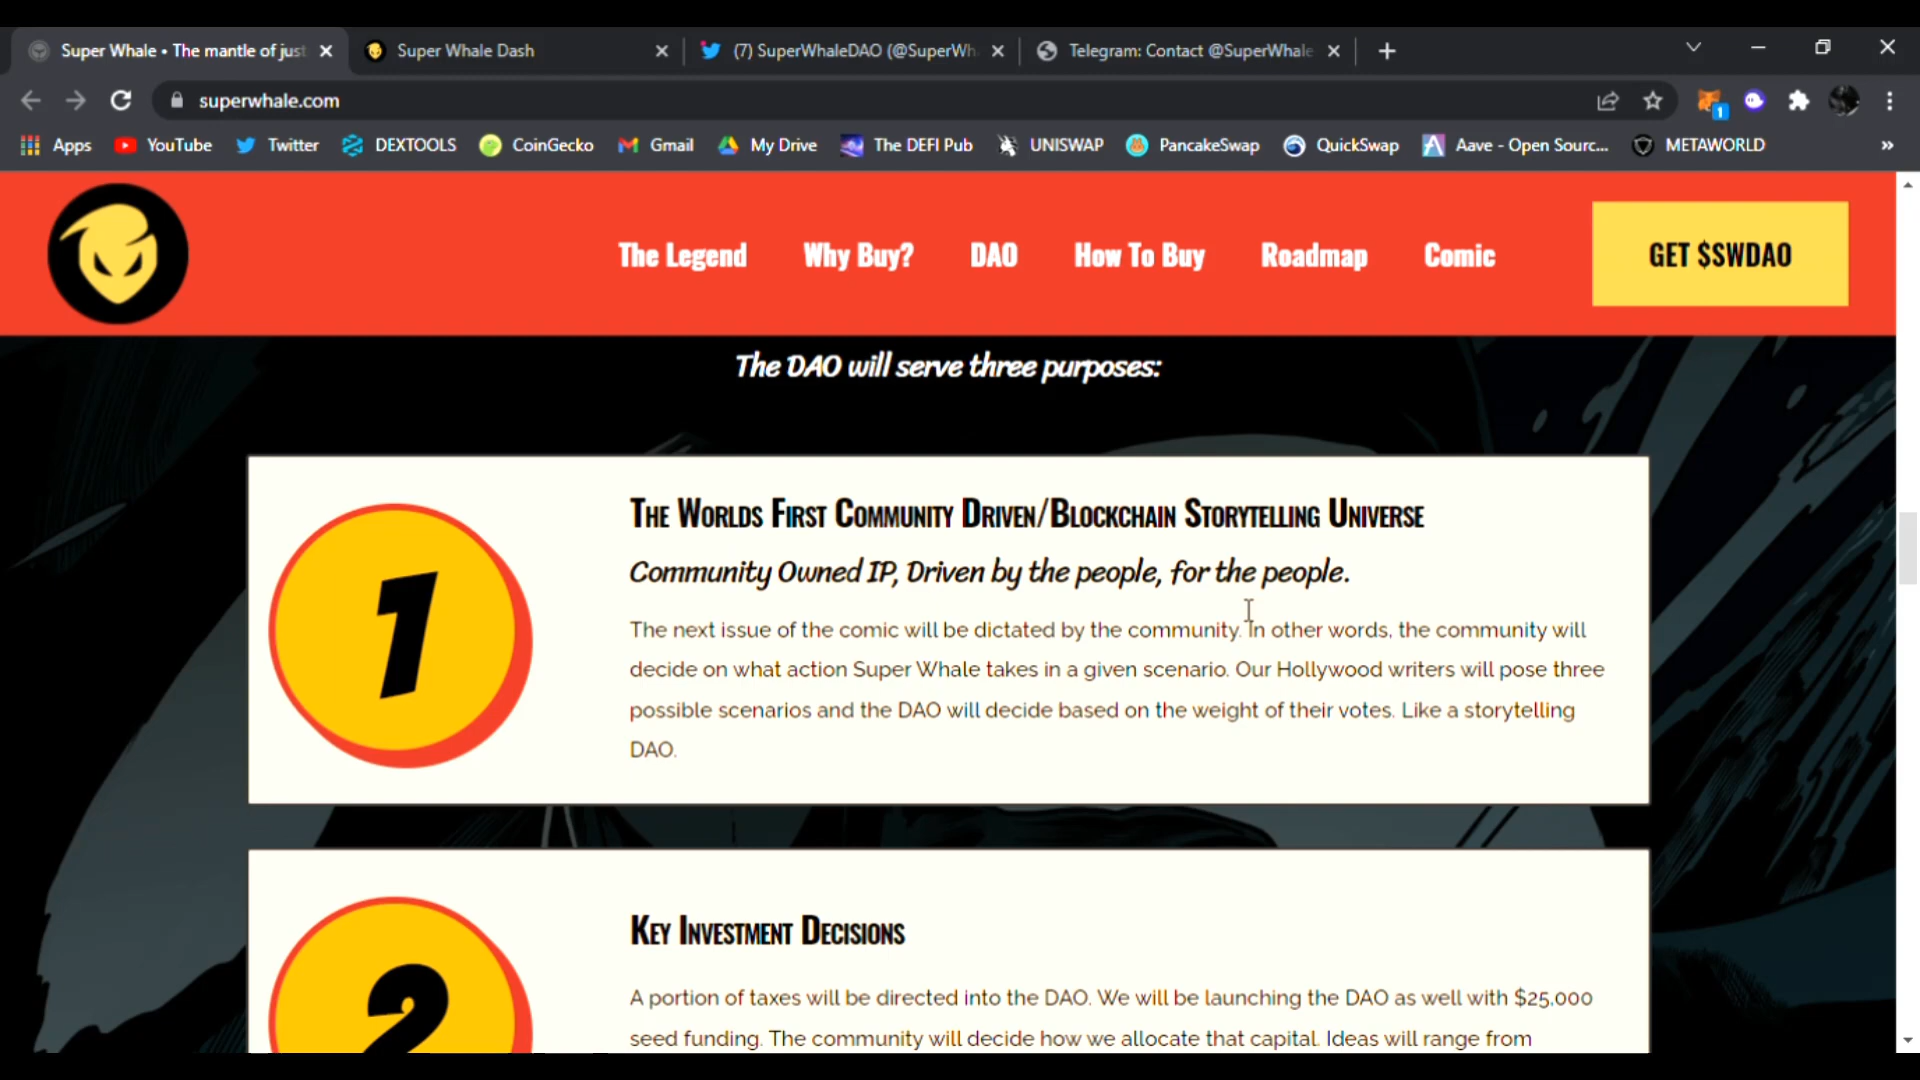 Super Whale • The mantle of just
Super Whale Dash
(7) SuperWhaleDAO (@SuperWh
Telegram: Contact @SuperWhale
superwhale.com
1
Apps
YouTube
Twitter
DEXTOOLS
CoinGecko
Gmail
My Drive
The DEFI Pub
UNISWAP
PancakeSwap
QuickSwap
Aave - Open Sourc...
METAWORLD
»
The Legend
Why Buy?
DAO
How To Buy
Roadmap
Comic
GET $SWDAO
The DAO will serve three purposes:
1
The Worlds First Community Driven/Blockchain Storytelling Universe
Community Owned IP, Driven by the people, for the people.
The next issue of the comic will be dictated by the community. In other words, the community will
decide on what action Super Whale takes in a given scenario. Our Hollywood writers will pose three
possible scenarios and the DAO will decide based on the weight of their votes. Like a storytelling
DAO.
2
Key Investment Decisions
A portion of taxes will be directed into the DAO. We will be launching the DAO as well with $25,000
seed funding. The community will decide how we allocate that capital. Ideas will range from